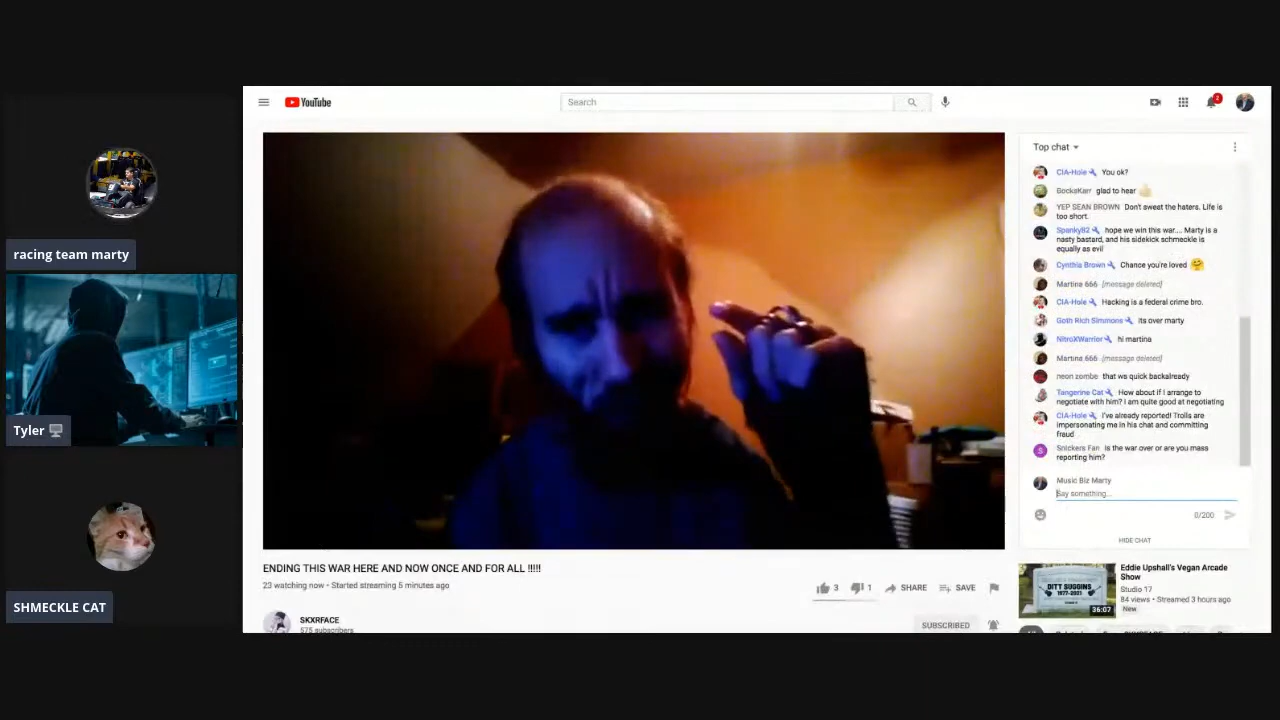 racing team marty
Tyler
SHMECKLE CAT
YouTube
Search
2
Top chat
CIA-Hole You ok?
GockaKarr glad to hear
YEP SEAN BROWN Don't sweat the haters. Life is
too short.
Spanky82 hope we win this war.... Marty is a
nasty bastard, and his sidekick schmeckle is
equally as evil
Cynthia Brown Chance you're loved
Martina 666 [message deleted]
CIA-Hole Hacking is a federal crime bro.
Goth Rich Simmons Its over marty
NitroXWarrior hi martina
Martina 666 [message deleted]
neon zombe that ws quick backalready
Tangerine Cat How about if I arrange to
negotiate with him? I am quite good at negotiating
CIA-Hole I've already reported! Trolls are
impersonating me in his chat and committing
fraud
S
Snickers Fan is the war over or are you mass
reporting him?
Music Biz Marty
Say something...
0/200
HIDE CHAT
ENDING THIS WAR HERE AND NOW ONCE AND FOR ALL !!!!!
23 watching now • Started streaming 5 minutes ago
3
1
SHARE
SAVE
SKXRFACE
575 subscribers
SUBSCRIBED
DITT SUGGINS
1977-2021
36:07
Eddie Upshall's Vegan Arcade
Show
Studio 17
84 views • Streamed 3 hours ago
New